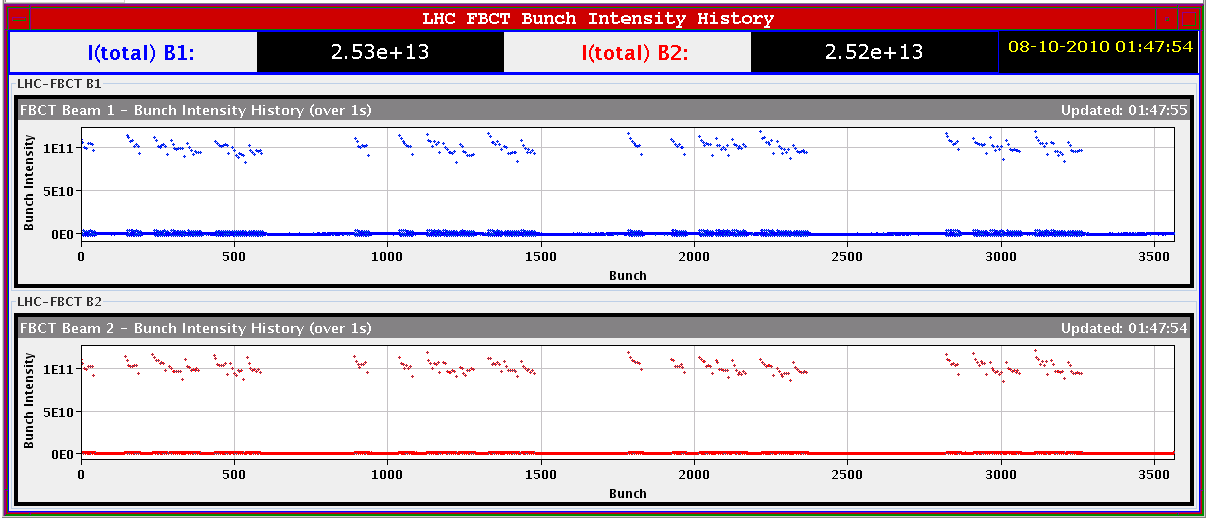 LHC FBCT Bunch Intensity History
I(total) B1: 2.53e+13 I(total) B2: 2.52e+13 08-10-2010 01:47:54
LHC-FBCT B1
FBCT Beam 1 - Bunch Intensity History (over 1s) Updated: 01:47:55
Bunch Intensity
1E11
5E10
0E0
0 500 1000 1500 2000 2500 3000 3500
Bunch
LHC-FBCT B2
FBCT Beam 2 - Bunch Intensity History (over 1s) Updated: 01:47:54
Bunch Intensity
1E11
5E10
0E0
0 500 1000 1500 2000 2500 3000 3500
Bunch